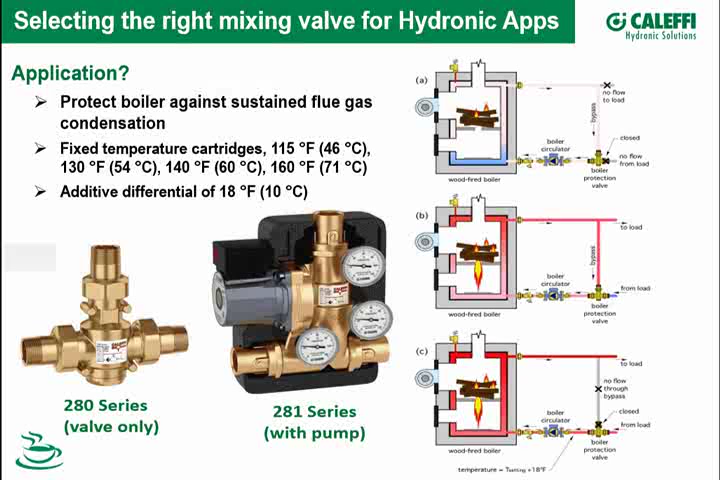 Selecting the right mixing valve for Hydronic Apps
CALEFFI
Hydronic Solutions
Application?
Protect boiler against sustained flue gas
condensation
Fixed temperature cartridges, 115 °F (46 °C),
130 °F (54 °C), 140 °F (60 °C), 160 °F (71 °C)
Additive differential of 18 °F (10 °C)
280 Series
(valve only)
281 Series
(with pump)
(a)
no flow
to load
bypass
boiler
circulator
closed
no flow
from load
boiler
protection
valve
wood-fired boiler
(b)
to load
bypass
boiler
circulator
from load
boiler
protection
valve
wood-fired boiler
(c)
to load
no flow
through
bypass
boiler
circulator
closed
from load
boiler
protection
valve
wood-fired boiler
temperature = Tsetting +18°F